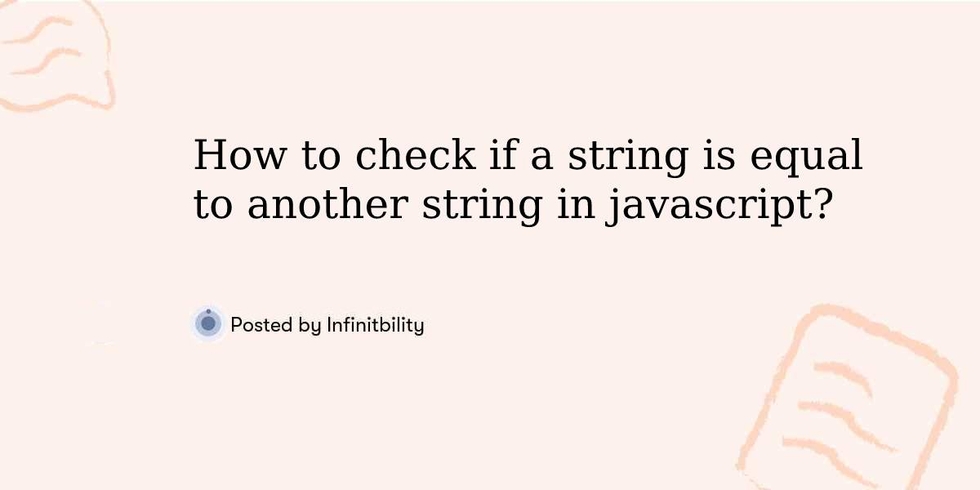 How to check if a string is equal
to another string in javascript?
Posted by Infinitbility